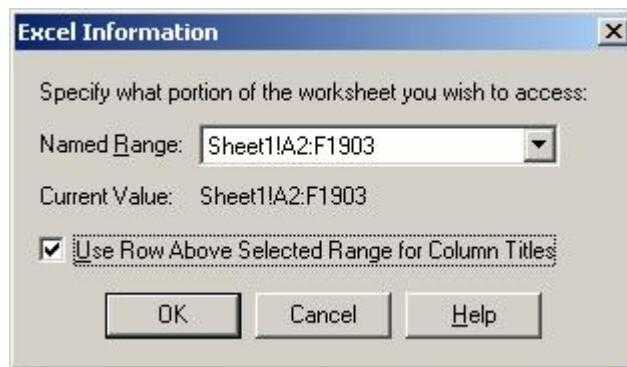 Excel Information
Specify what portion of the worksheet you wish to access:
Named Range: Sheet1!A2:F1903
Current Value: Sheet1!A2:F1903
Use Row Above Selected Range for Column Titles
OK Cancel Help